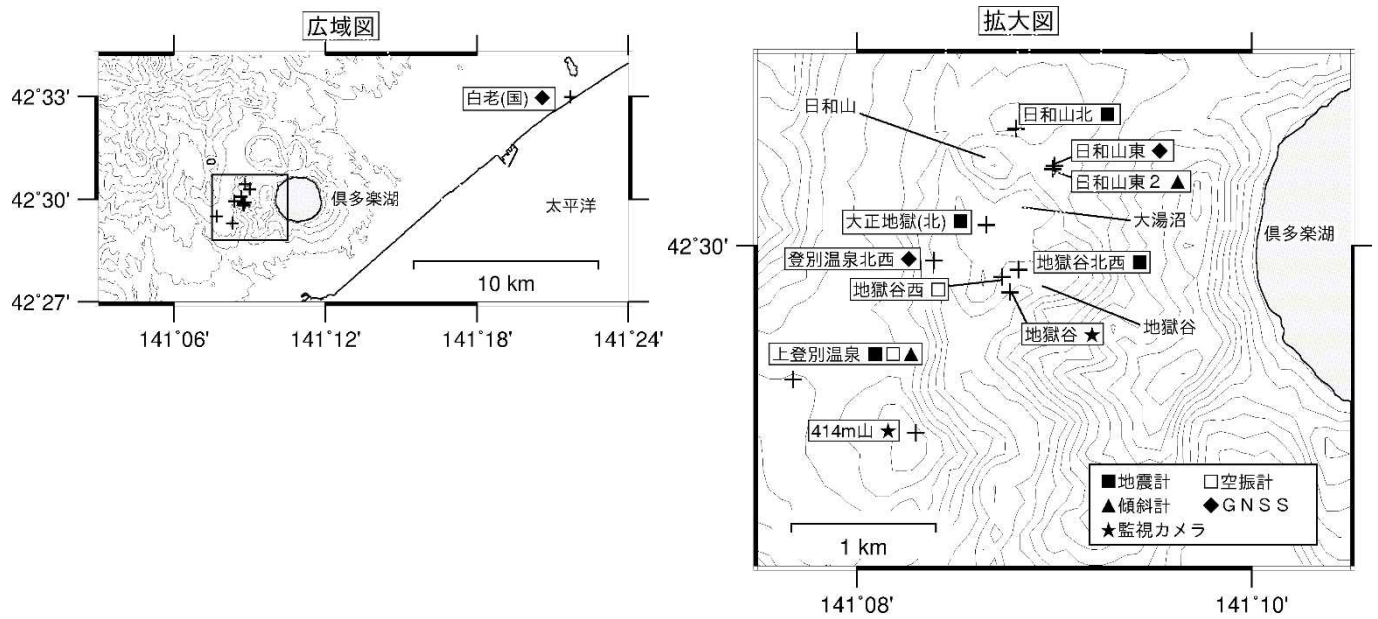 広域図
42°33'
42°30'
42°27'
141°06'
141°12'
141°18'
141°24'
白老(国) ◆
0
倶多楽湖
太平洋
10 km
拡大図
日和山
日和山北 ■
日和山東 ◆
日和山東2 ▲
大正地獄(北) ■
大湯沼
倶多楽湖
42°30'
登別温泉北西 ◆
地獄谷北西 ■
地獄谷西 □
地獄谷
地獄谷 ★
上登別温泉 ■□▲
414m山 ★
■地震計 □空振計
▲傾斜計 ◆GNSS
★監視カメラ
1 km
141°08'
141°10'